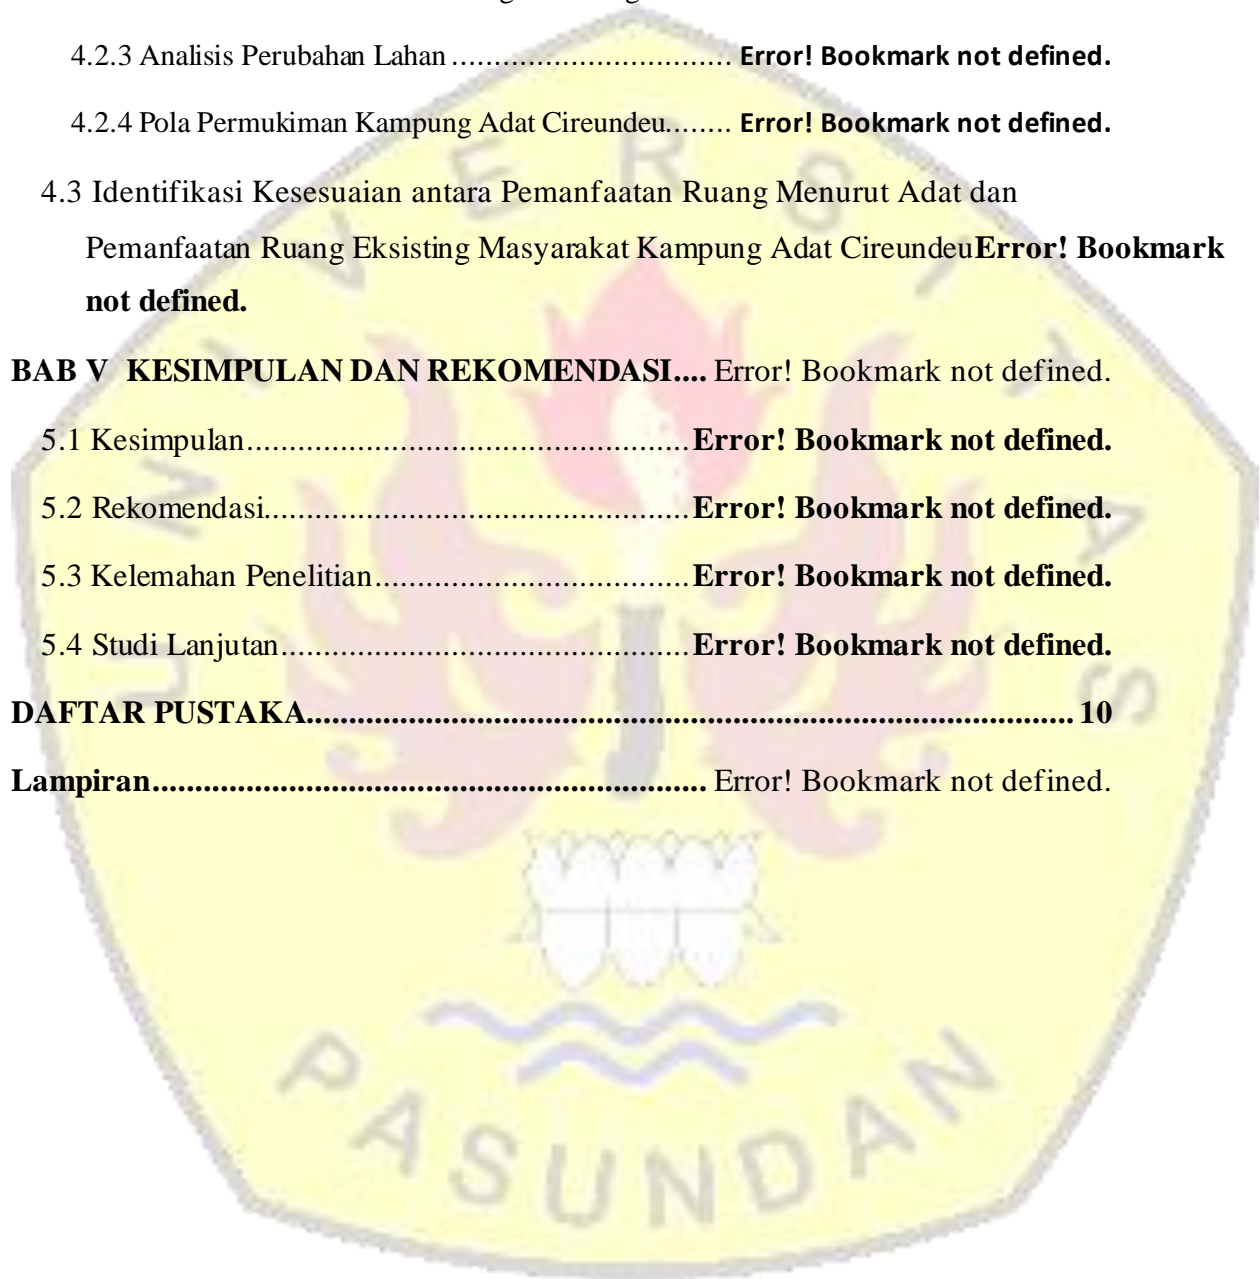 4.2.3 Analisis Perubahan Lahan ................................. Error! Bookmark not defined.
4.2.4 Pola Permukiman Kampung Adat Cireundeu........ Error! Bookmark not defined.
4.3 Identifikasi Kesesuaian antara Pemanfaatan Ruang Menurut Adat dan
Pemanfaatan Ruang Eksisting Masyarakat Kampung Adat CireundeuError! Bookmark
not defined.
BAB V KESIMPULAN DAN REKOMENDASI.... Error! Bookmark not defined.
5.1 Kesimpulan.................................................... Error! Bookmark not defined.
5.2 Rekomendasi................................................. Error! Bookmark not defined.
5.3 Kelemahan Penelitian..................................... Error! Bookmark not defined.
5.4 Studi Lanjutan............................................... Error! Bookmark not defined.
DAFTAR PUSTAKA...................................................................................... 10
Lampiran.............................................................. Error! Bookmark not defined.
UNIVERSITAS
PASUNDAN